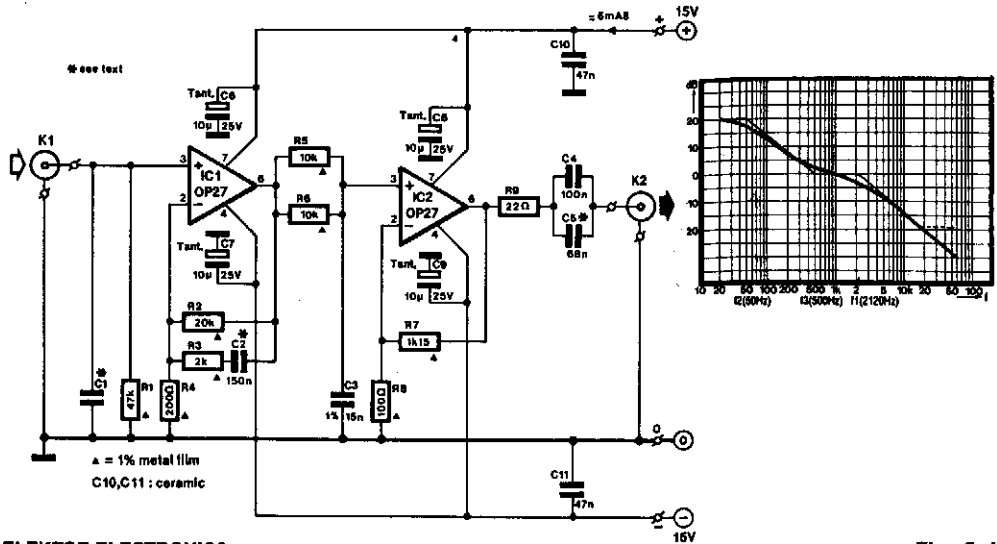 ≈ 6mA8
15V
+
4
C10
47n
* see text
Tant.
C6
10µ
25V
K1
3
+
7
IC1
OP27
6
2
−
4
Tant.
C7
10µ
25V
R5
10k
R6
10k
Tant.
C8
10µ
25V
3
+
7
IC2
OP27
6
2
−
4
Tant.
C9
10µ
25V
R9
22Ω
C4
100n
C5*
68n
K2
R2
20k
R3
2k
C2*
150n
R7
1k15
C1*
R1
47k
R4
200Ω
C3
1%
15n
R8
100Ω
0
0
▲ = 1% metal film
C10,C11 : ceramic
C11
47n
−
15V
dB
20
10
0
10
20
10 20 50 100 200 500 1k 2 5 10k 20 50 100
f
f2(50Hz)
f3(500Hz)
f1(2120Hz)